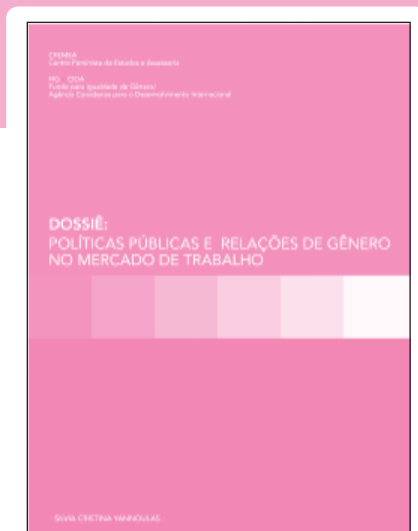 CFEMEA
Centro Feminista de Estudos e Assessoria
FIG CIDA
Fundo para Igualdade de Gênero/
Agência Canadense para o Desenvolvimento Internacional
DOSSIÊ:
POLÍTICAS PÚBLICAS E RELAÇÕES DE GÊNERO
NO MERCADO DE TRABALHO
SILVIA CRISTINA YANNOULAS